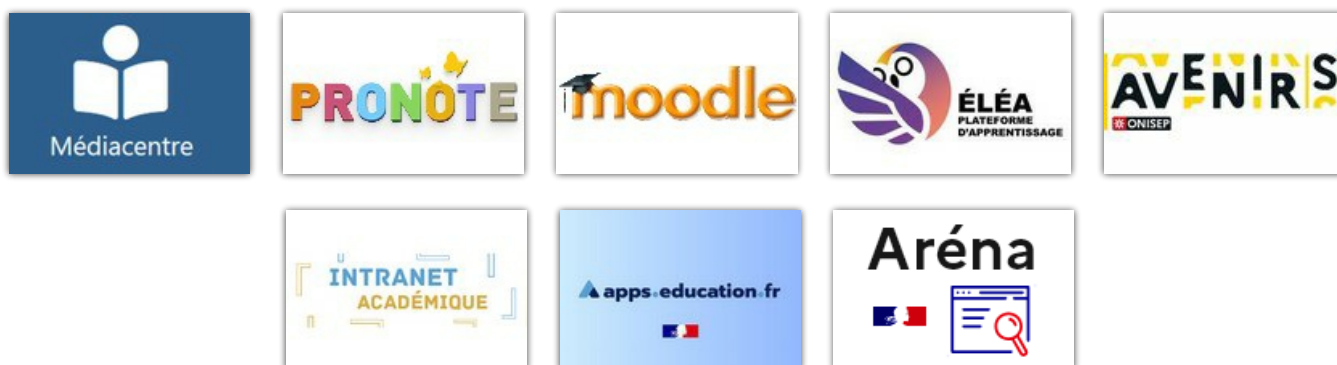 Médiacentre
PRONOTE
moodle
ÉLÉA
PLATEFORME
D'APPRENTISSAGE
AVENIRS
ONISEP
INTRANET
ACADÉMIQUE
apps.education.fr
Aréna